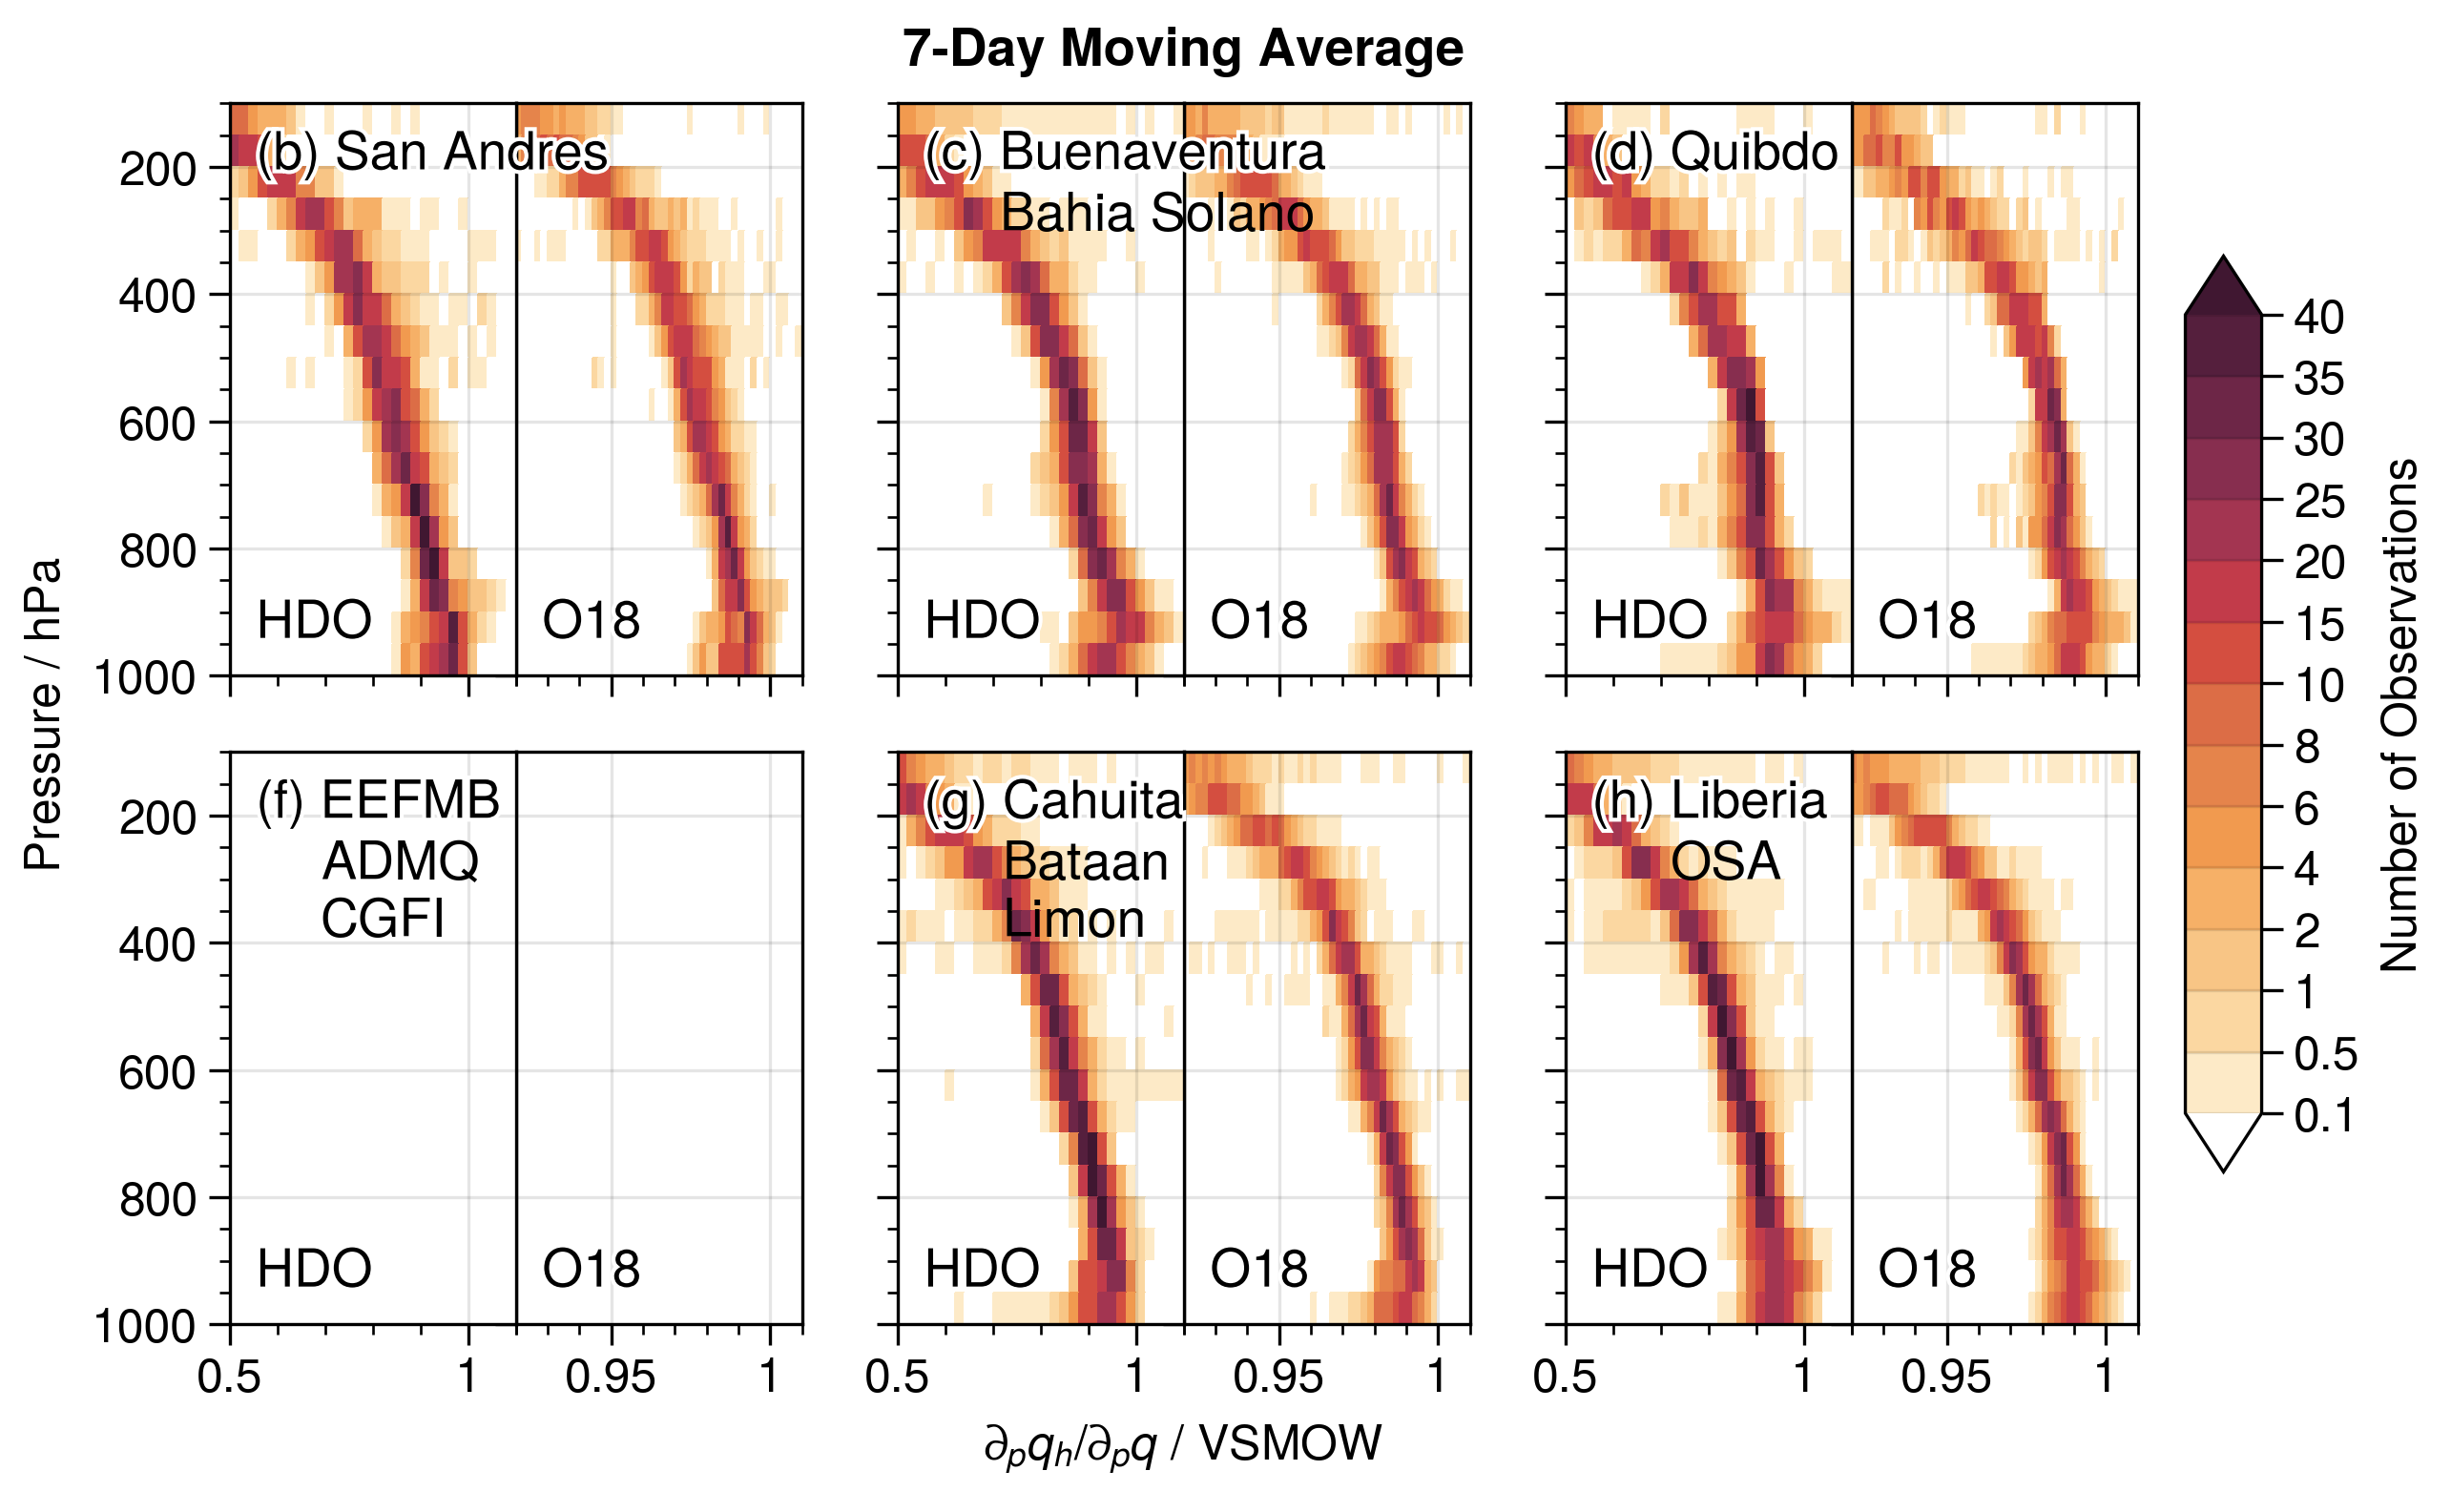 7-Day Moving Average
(b) San Andres
HDO
O18
(c) Buenaventura
Bahia Solano
HDO
O18
(d) Quibdo
HDO
O18
200
400
600
800
1000
(f) EEFMB
ADMQ
CGFI
HDO
O18
(g) Cahuita
Bataan
Limon
HDO
O18
(h) Liberia
OSA
HDO
O18
200
400
600
800
1000
0.5
1
0.95
1
0.5
1
0.95
1
0.5
1
0.95
1
Pressure / hPa
∂pqh/∂pq / VSMOW
40
35
30
25
20
15
10
8
6
4
2
1
0.5
0.1
Number of Observations